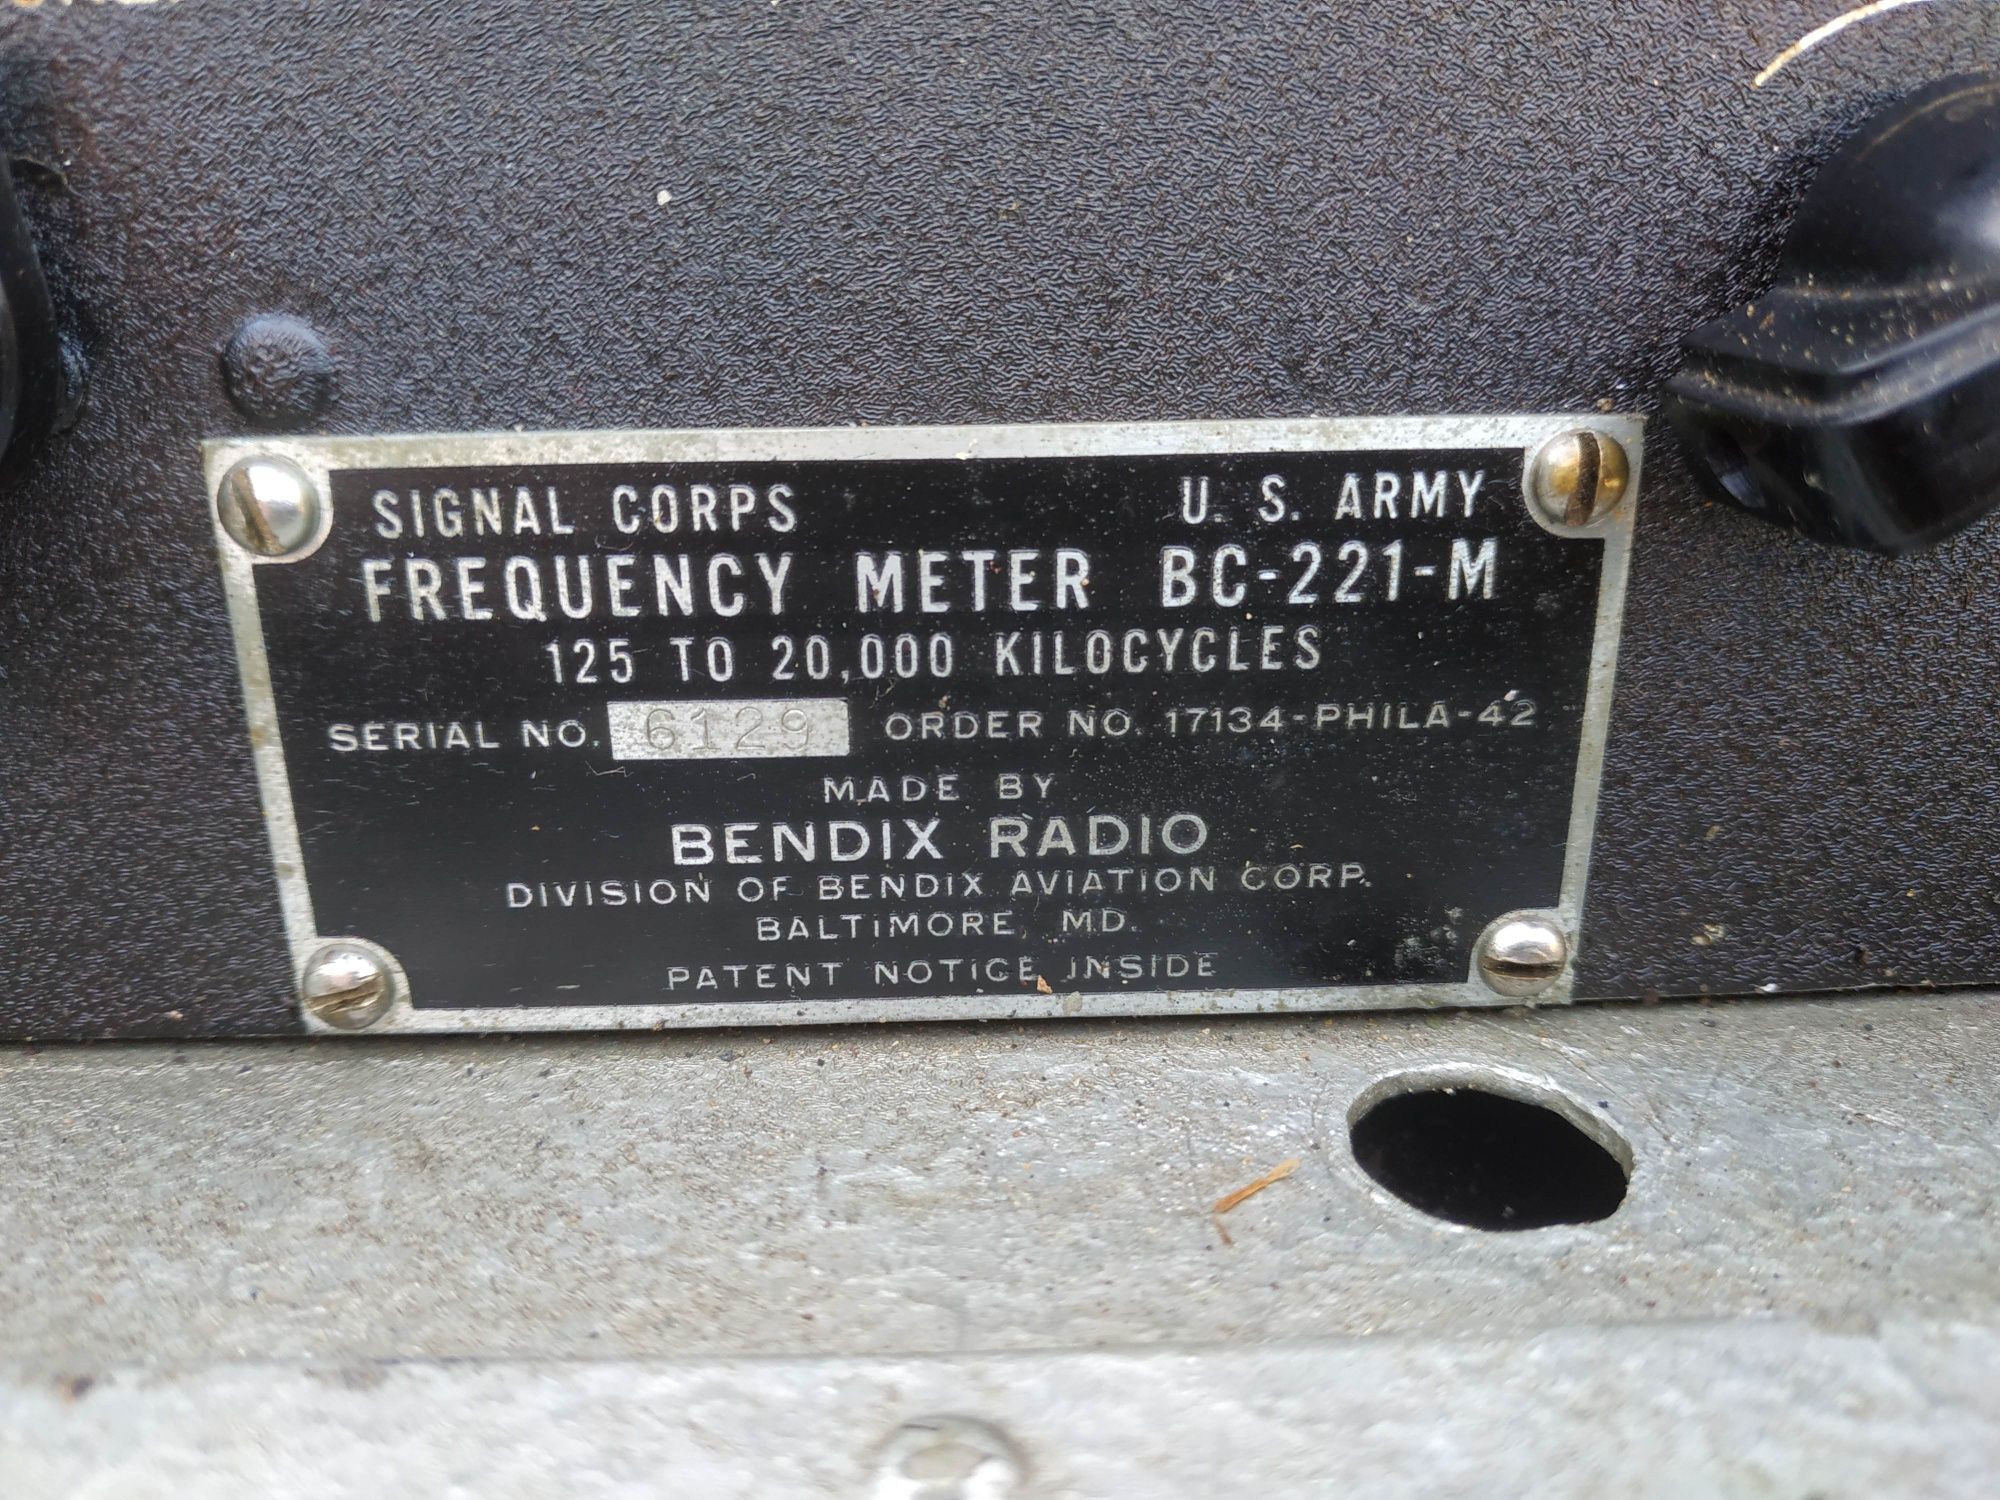 SIGNAL CORPS U. S. ARMY
FREQUENCY METER BC-221-M
125 TO 20,000 KILOCYCLES
SERIAL NO. 6129 ORDER NO. 17134-PHILA-42
MADE BY
BENDIX RADIO
DIVISION OF BENDIX AVIATION CORP.
BALTIMORE, MD.
PATENT NOTICE INSIDE